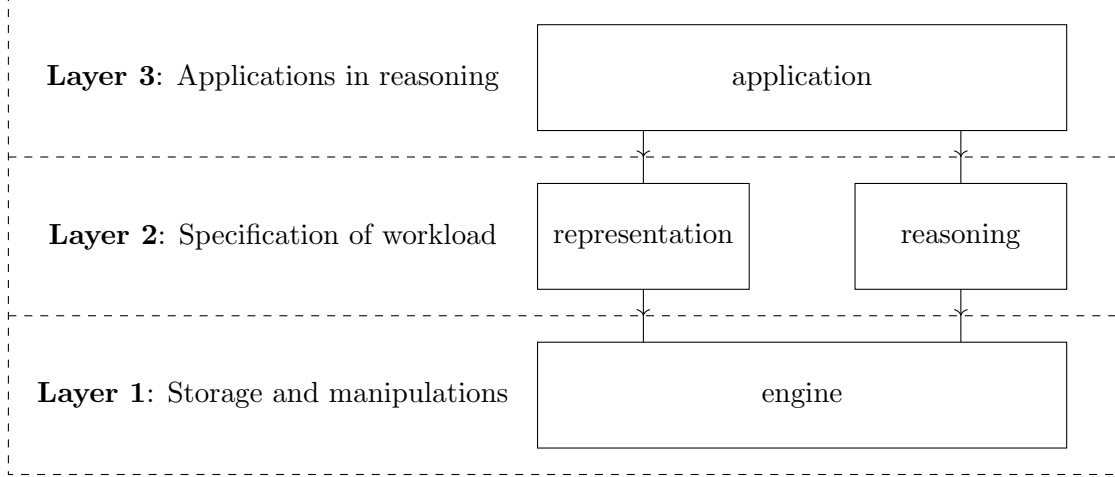 Layer 3: Applications in reasoning
application
Layer 2: Specification of workload
representation
reasoning
Layer 1: Storage and manipulations
engine